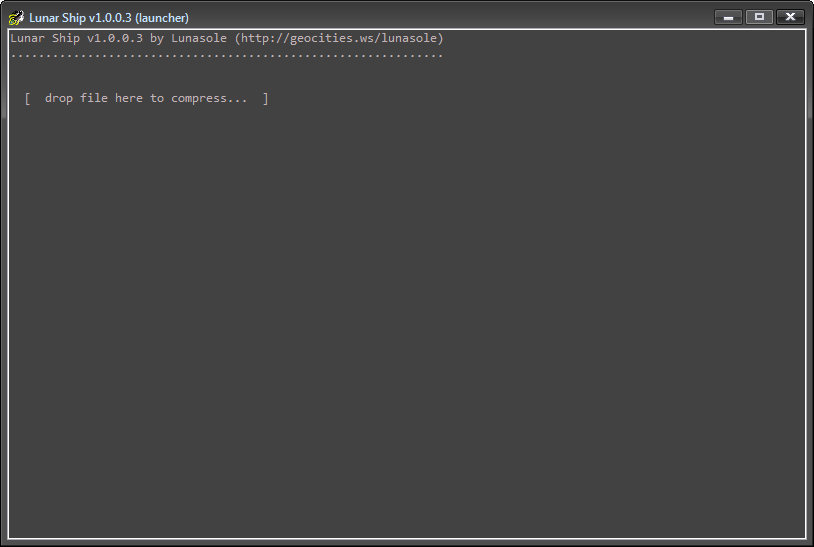 Lunar Ship v1.0.0.3 (launcher)
Lunar Ship v1.0.0.3 by Lunasole (http://geocities.ws/lunasole)
..............................................................
[  drop file here to compress...  ]